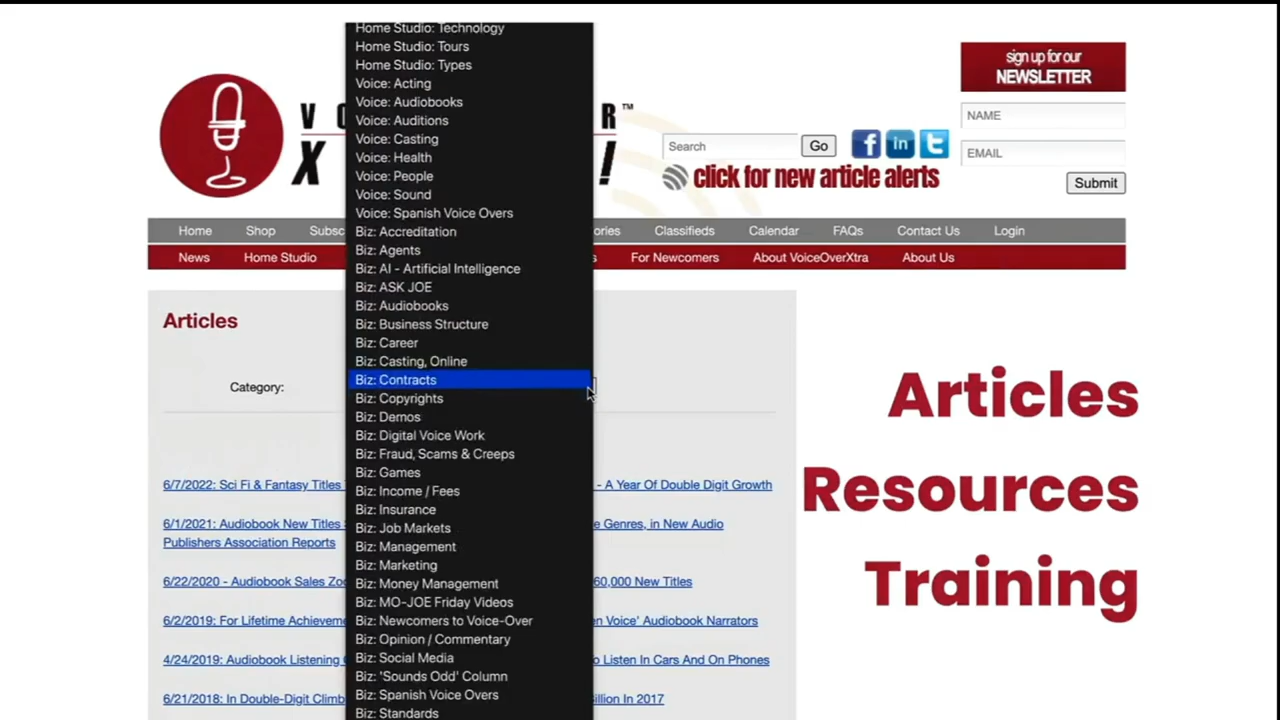 Home Studio: Technology
Home Studio: Tours
Home Studio: Types
Voice: Acting
Voice: Audiobooks
Voice: Auditions
Voice: Casting
Voice: Health
Voice: People
Voice: Sound
Voice: Spanish Voice Overs
Biz: Accreditation
Biz: Agents
Biz: AI - Artificial Intelligence
Biz: ASK JOE
Biz: Audiobooks
Biz: Business Structure
Biz: Career
Biz: Casting, Online
Biz: Contracts
Biz: Copyrights
Biz: Demos
Biz: Digital Voice Work
Biz: Fraud, Scams & Creeps
Biz: Games
Biz: Income / Fees
Biz: Insurance
Biz: Job Markets
Biz: Management
Biz: Marketing
Biz: Money Management
Biz: MO-JOE Friday Videos
Biz: Newcomers to Voice-Over
Biz: Opinion / Commentary
Biz: Social Media
Biz: 'Sounds Odd' Column
Biz: Spanish Voice Overs
Biz: Standards
V O R™
X !
Search Go
f in t
click for new article alerts
sign up for our
NEWSLETTER
NAME
EMAIL
Submit
Home Shop Subsc ories Classifieds Calendar FAQs Contact Us Login
News Home Studio s For Newcomers About VoiceOverXtra About Us
Articles
Category:
6/7/2022: Sci Fi & Fantasy Titles - A Year Of Double Digit Growth
6/1/2021: Audiobook New Titles e Genres, in New Audio
Publishers Association Reports
6/22/2020 - Audiobook Sales Zoo 60,000 New Titles
6/2/2019: For Lifetime Achieveme en Voice' Audiobook Narrators
4/24/2019: Audiobook Listening o Listen In Cars And On Phones
6/21/2018: In Double-Digit Climb illion In 2017
Articles
Resources
Training